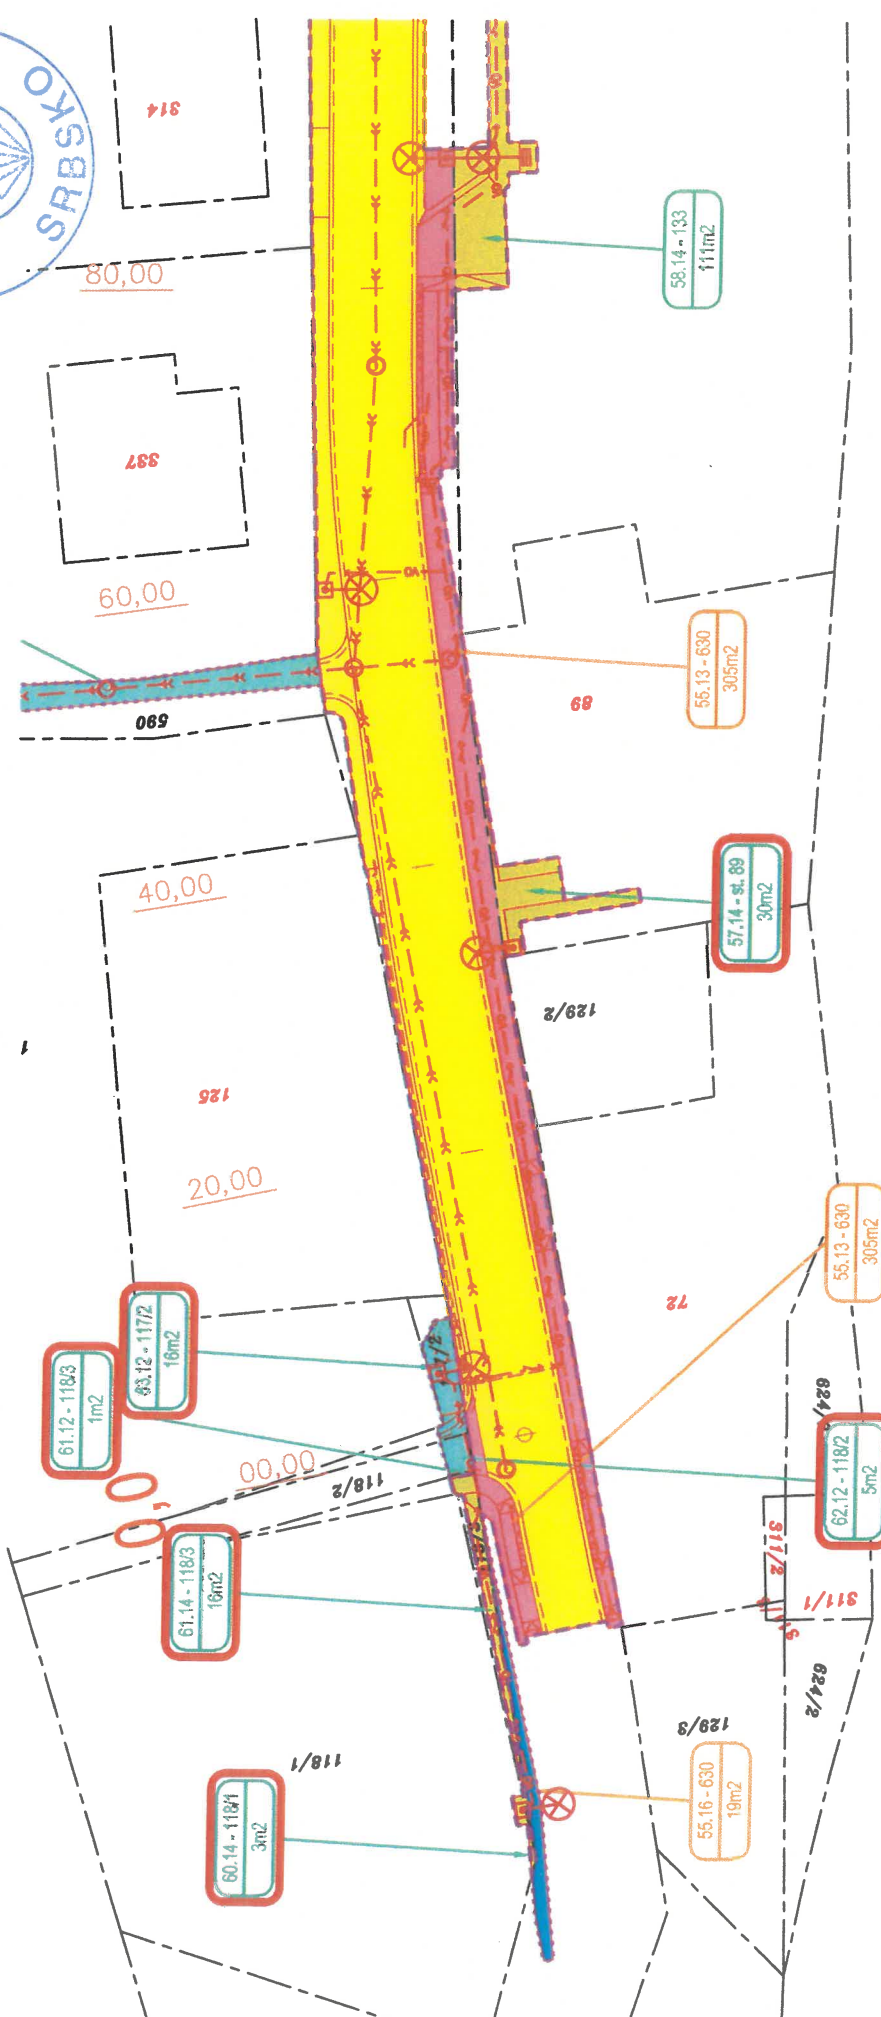 SRBSKO
314
80,00
58.14 - 133
111m2
337
60,00
55.13 - 630
305m2
89
590
40,00
57.14 - st. 89
30m2
129/2
1
125
20,00
55.13 - 630
305m2
72
63.12 - 117/2
16m2
61.12 - 118/3
1m2
7/2
00,00
118/2
624/
62.12 - 118/2
5m2
61.14 - 118/3
16m2
311/2
311/1
624/2
129/3
118/1
55.16 - 630
19m2
60.14 - 118/1
3m2